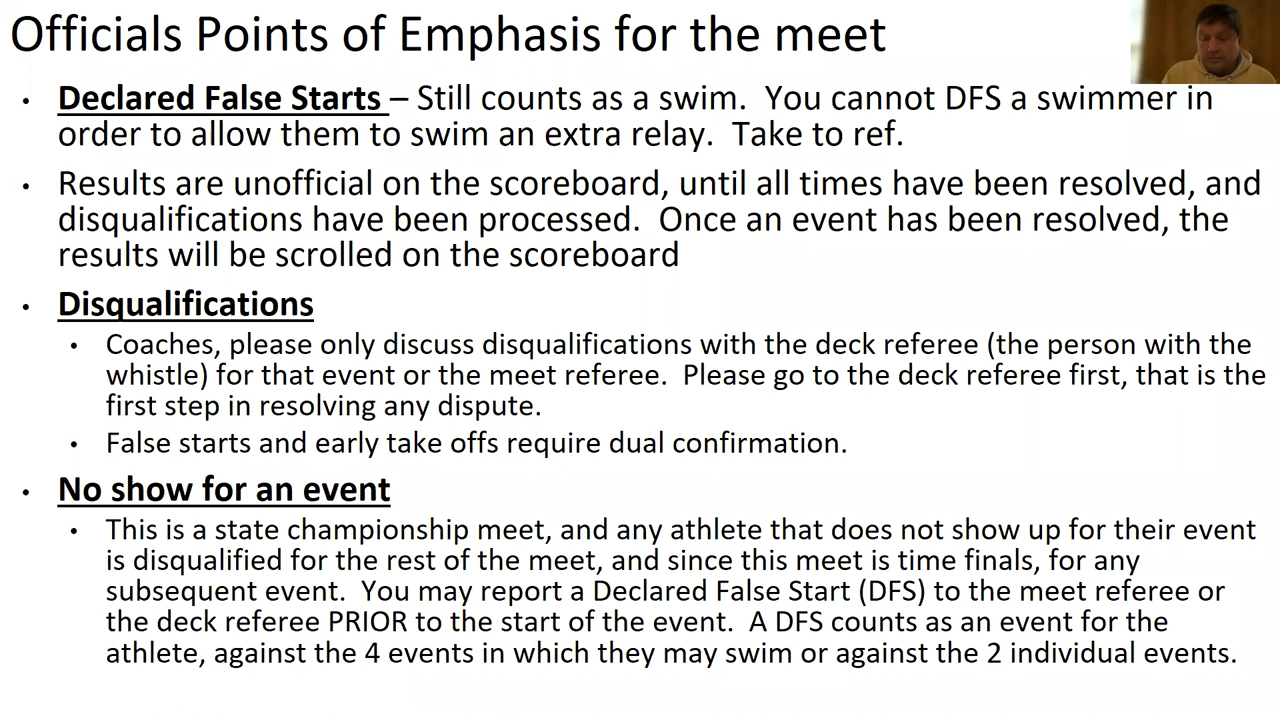 Officials Points of Emphasis for the meet
• Declared False Starts – Still counts as a swim.  You cannot DFS a swimmer in
order to allow them to swim an extra relay.  Take to ref.
• Results are unofficial on the scoreboard, until all times have been resolved, and
disqualifications have been processed.  Once an event has been resolved, the
results will be scrolled on the scoreboard
• Disqualifications
• Coaches, please only discuss disqualifications with the deck referee (the person with the
whistle) for that event or the meet referee.  Please go to the deck referee first, that is the
first step in resolving any dispute.
• False starts and early take offs require dual confirmation.
• No show for an event
• This is a state championship meet, and any athlete that does not show up for their event
is disqualified for the rest of the meet, and since this meet is time finals, for any
subsequent event.  You may report a Declared False Start (DFS) to the meet referee or
the deck referee PRIOR to the start of the event.  A DFS counts as an event for the
athlete, against the 4 events in which they may swim or against the 2 individual events.